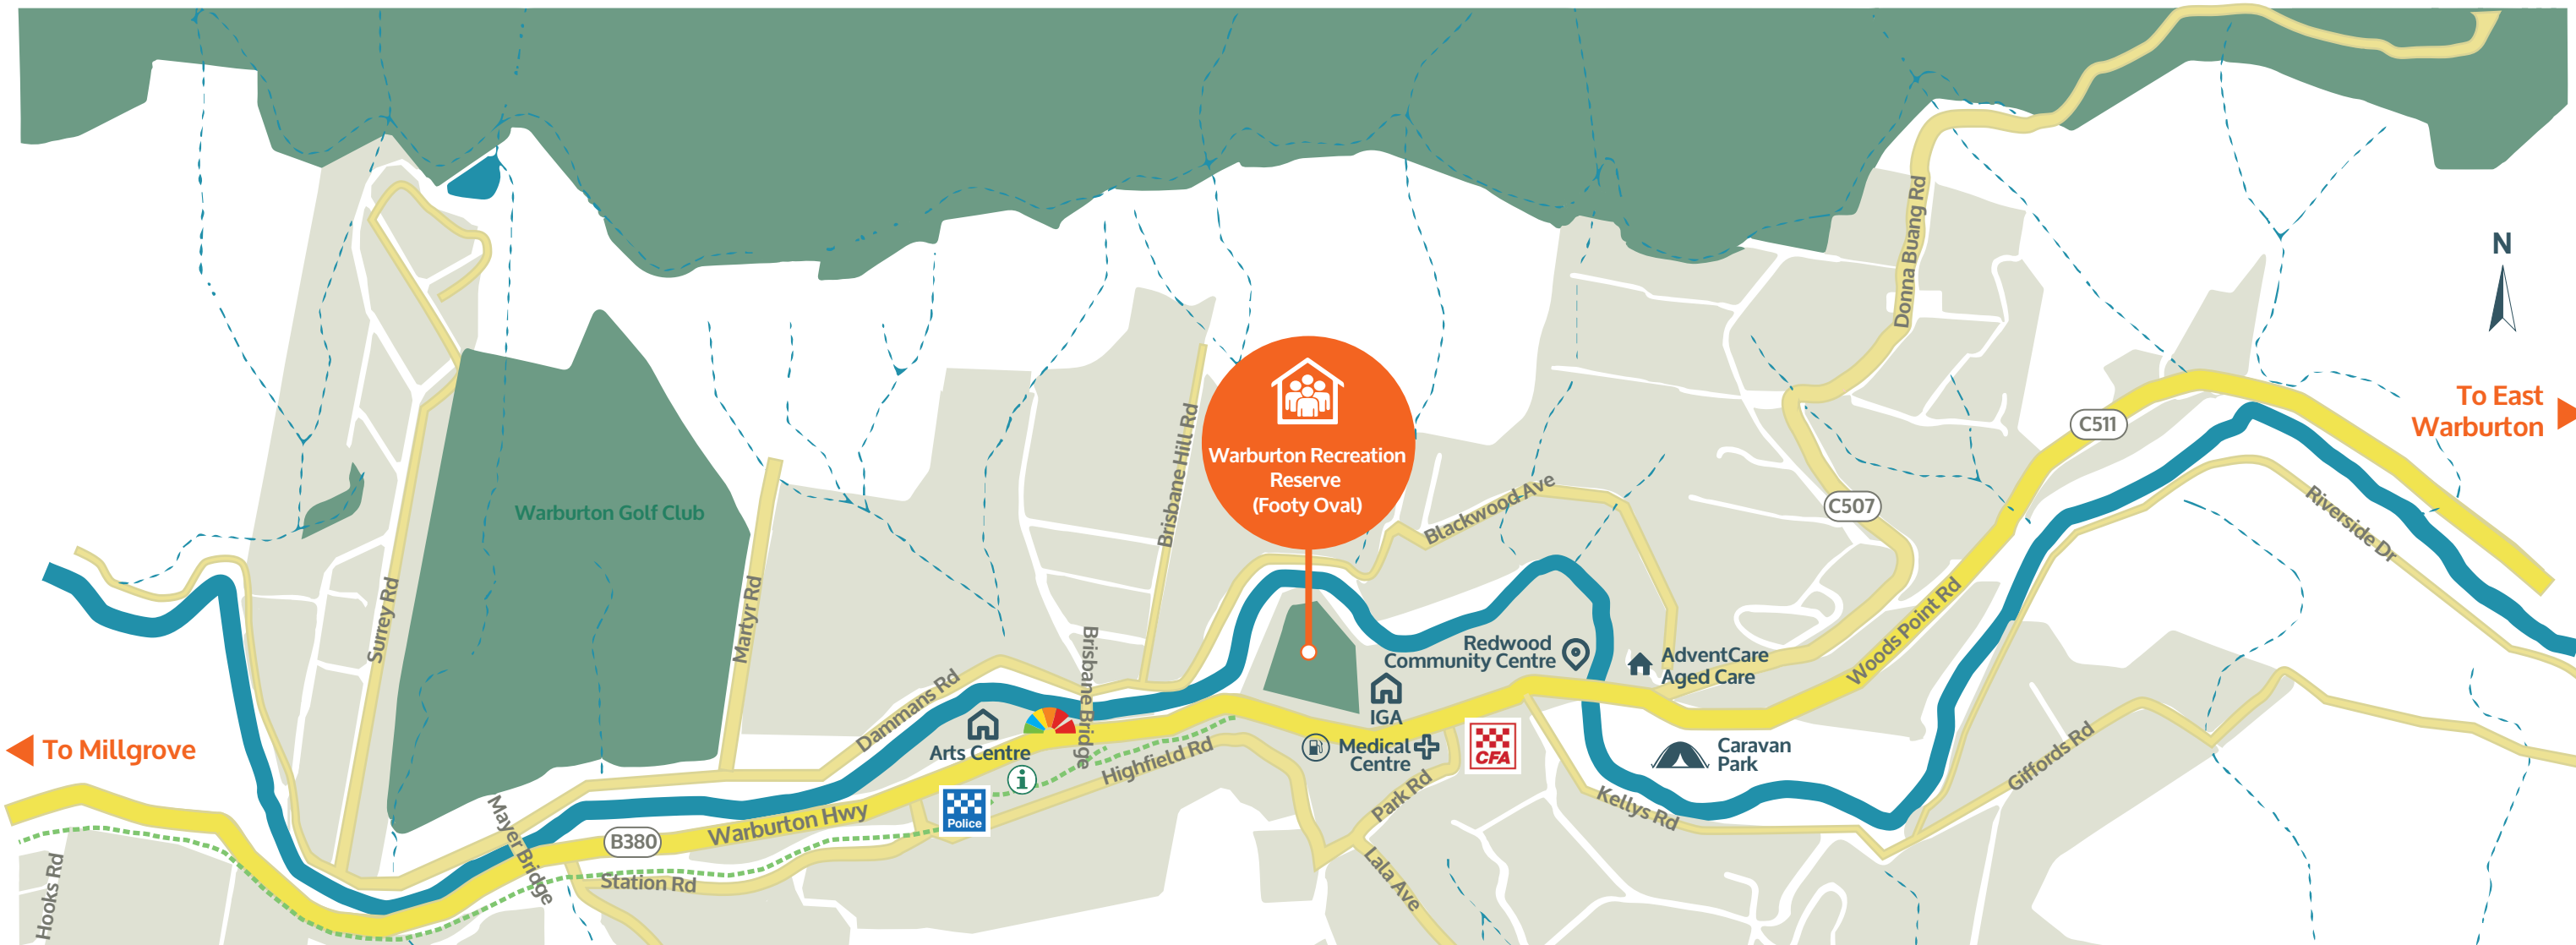 N
To East
Warburton
Donna Buang Rd
C511
C507
Warburton Recreation
Reserve
(Footy Oval)
Brisbane Hill Rd
Blackwood Ave
Warburton Golf Club
Riverside Dr
Surrey Rd
Martyr Rd
Woods Point Rd
Redwood
Community Centre
AdventCare
Aged Care
Brisbane Bridge
Dammans Rd
IGA
Arts Centre
i
To Millgrove
Highfield Rd
Medical
Centre
CFA
Caravan
Park
Giffords Rd
Park Rd
Kellys Rd
Police
Warburton Hwy
B380
Mayer Bridge
Station Rd
Lala Ave
Hooks Rd